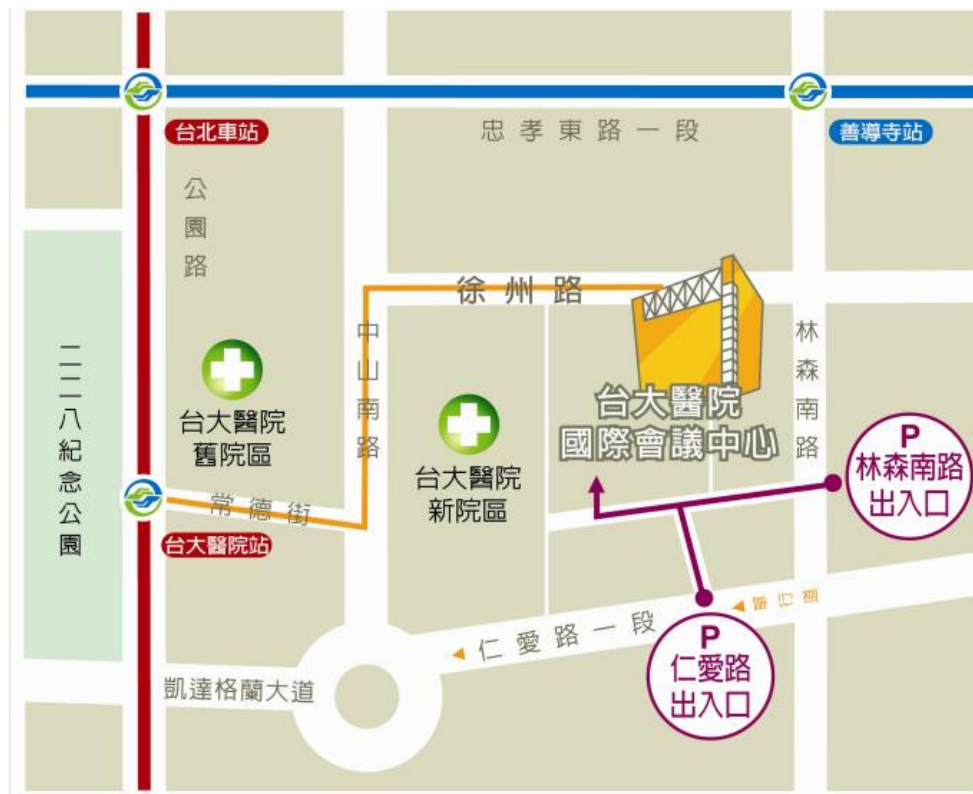 台北車站
忠孝東路一段
善導寺站
公園路
徐州路
中山南路
林森南路
二二八紀念公園
台大醫院
舊院區
台大醫院
國際會議中心
台大醫院
新院區
P
林森南路
出入口
常德街
台大醫院站
單行道
仁愛路一段
P
仁愛路
出入口
凱達格蘭大道